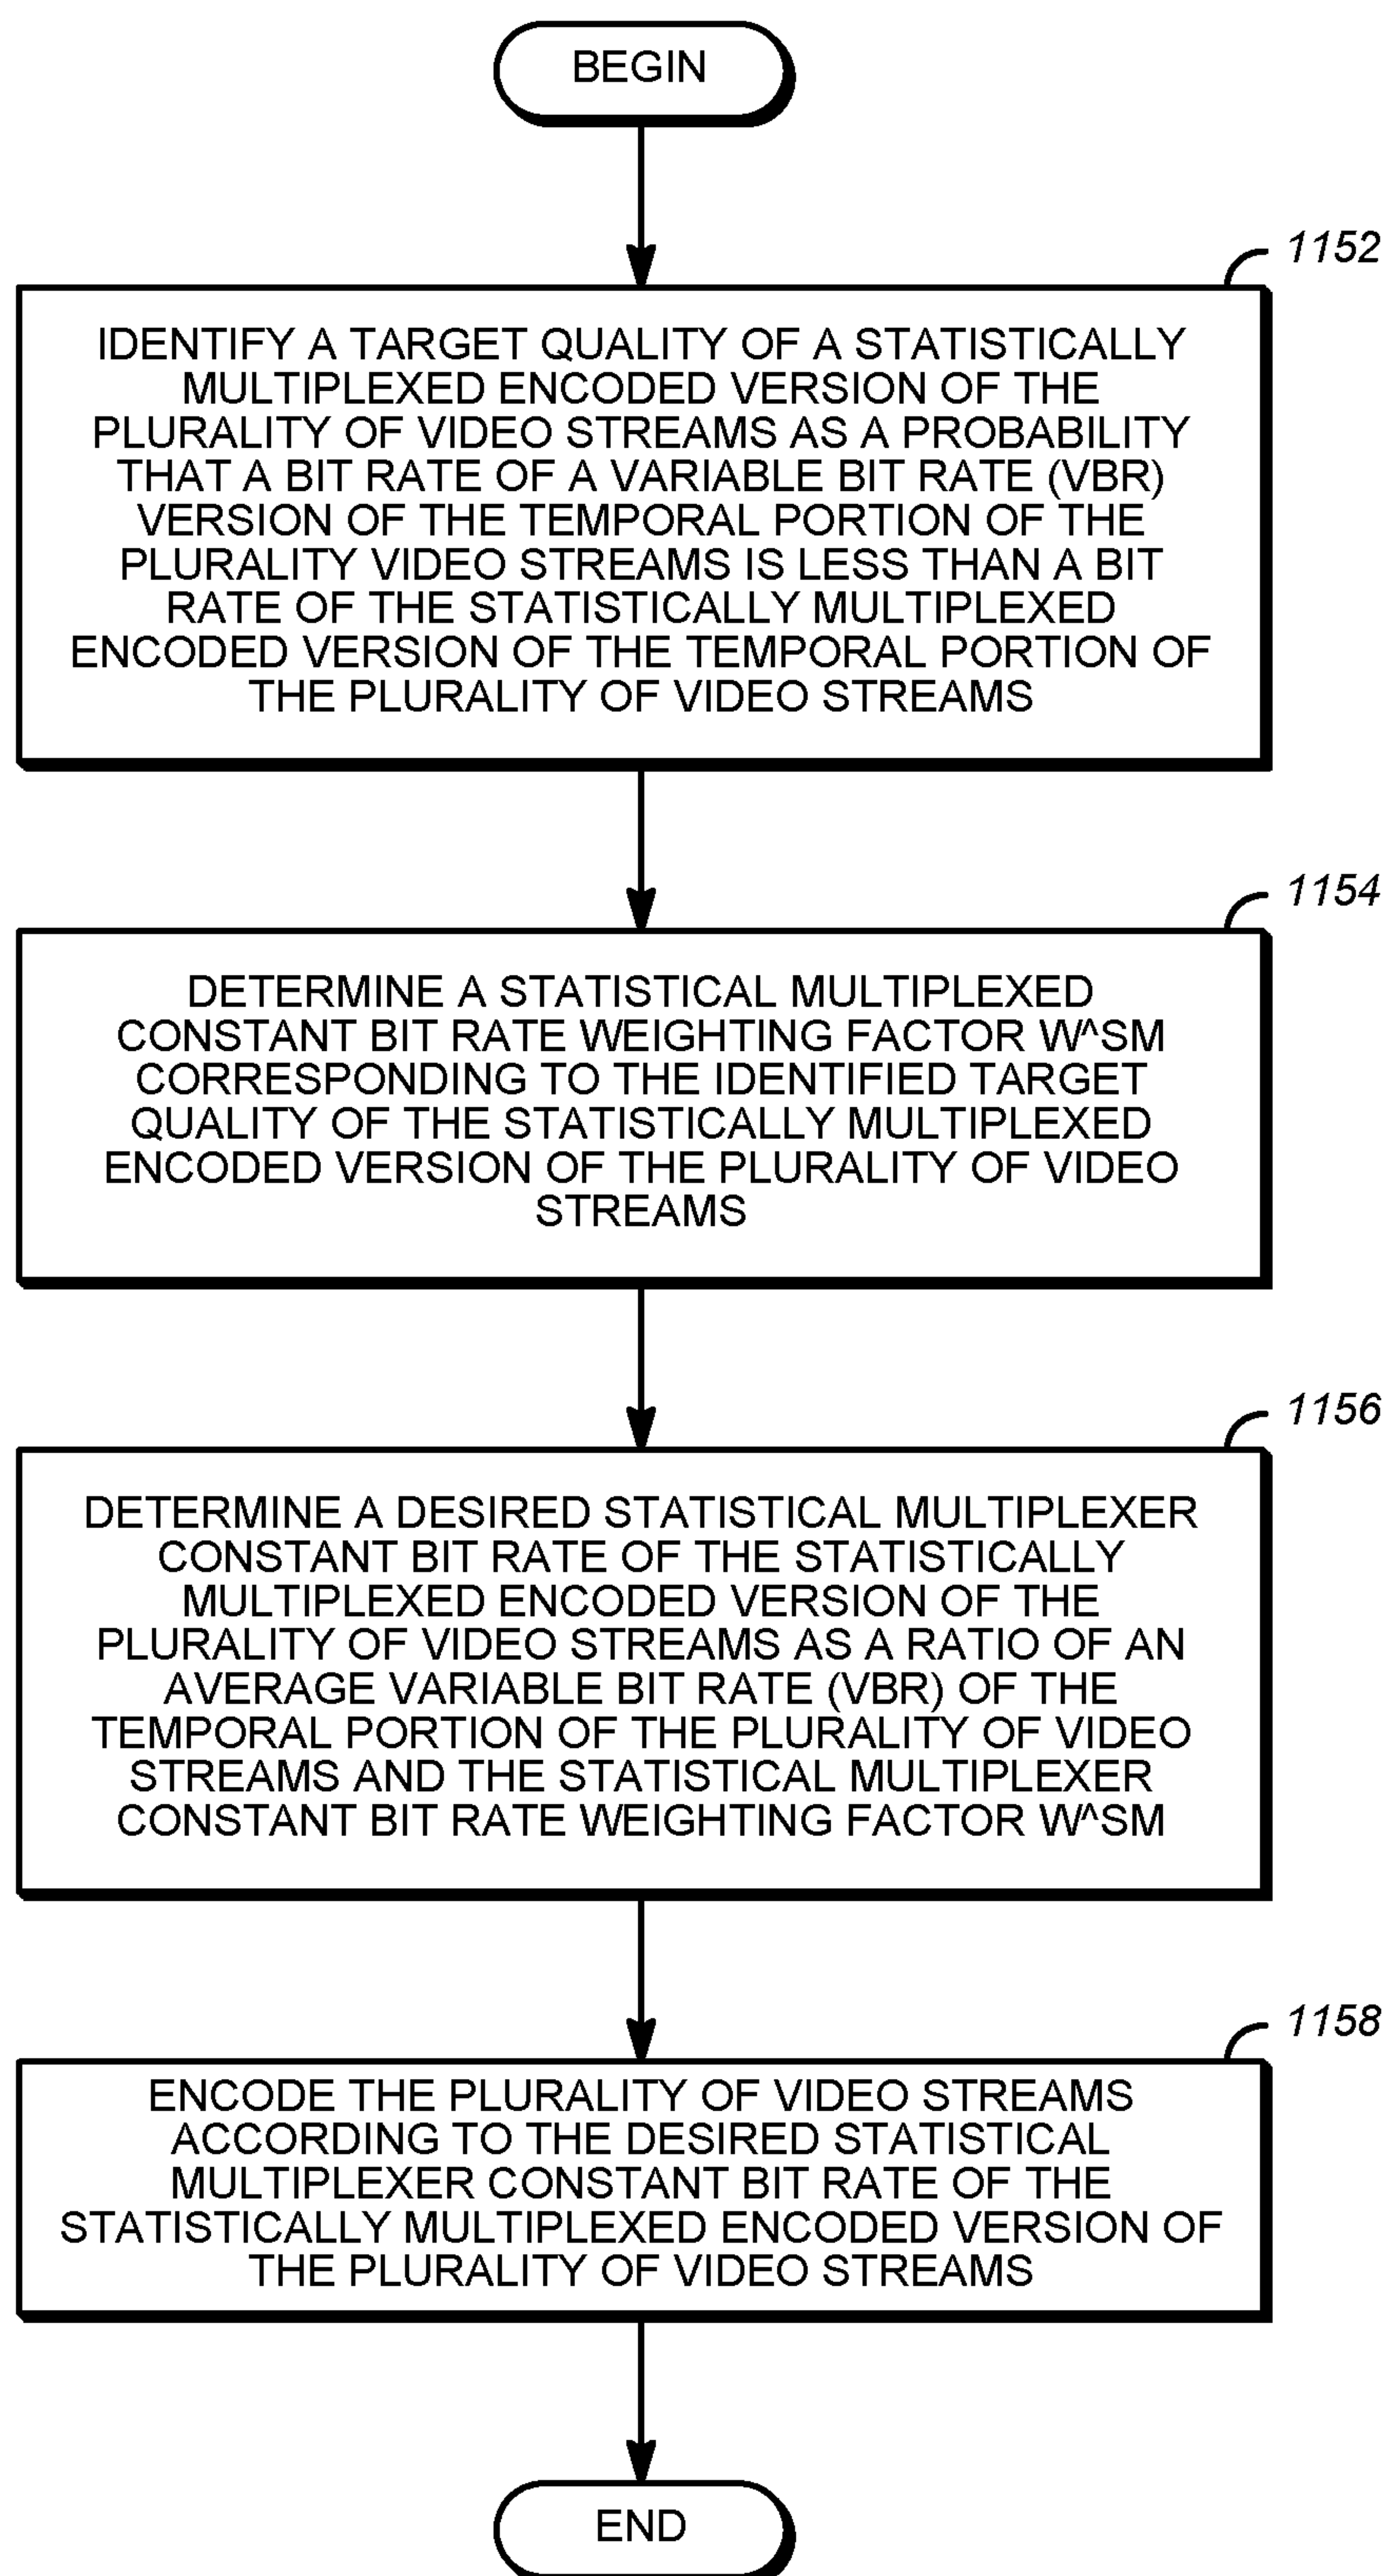 BEGIN
1152
IDENTIFY A TARGET QUALITY OF A STATISTICALLY
MULTIPLEXED ENCODED VERSION OF THE
PLURALITY OF VIDEO STREAMS AS A PROBABILITY
THAT A BIT RATE OF A VARIABLE BIT RATE (VBR)
VERSION OF THE TEMPORAL PORTION OF THE
PLURALITY VIDEO STREAMS IS LESS THAN A BIT
RATE OF THE STATISTICALLY MULTIPLEXED
ENCODED VERSION OF THE TEMPORAL PORTION OF
THE PLURALITY OF VIDEO STREAMS
1154
DETERMINE A STATISTICAL MULTIPLEXED
CONSTANT BIT RATE WEIGHTING FACTOR W^SM
CORRESPONDING TO THE IDENTIFIED TARGET
QUALITY OF THE STATISTICALLY MULTIPLEXED
ENCODED VERSION OF THE PLURALITY OF VIDEO
STREAMS
1156
DETERMINE A DESIRED STATISTICAL MULTIPLEXER
CONSTANT BIT RATE OF THE STATISTICALLY
MULTIPLEXED ENCODED VERSION OF THE
PLURALITY OF VIDEO STREAMS AS A RATIO OF AN
AVERAGE VARIABLE BIT RATE (VBR) OF THE
TEMPORAL PORTION OF THE PLURALITY OF VIDEO
STREAMS AND THE STATISTICAL MULTIPLEXER
CONSTANT BIT RATE WEIGHTING FACTOR W^SM
1158
ENCODE THE PLURALITY OF VIDEO STREAMS
ACCORDING TO THE DESIRED STATISTICAL
MULTIPLEXER CONSTANT BIT RATE OF THE
STATISTICALLY MULTIPLEXED ENCODED VERSION OF
THE PLURALITY OF VIDEO STREAMS
END